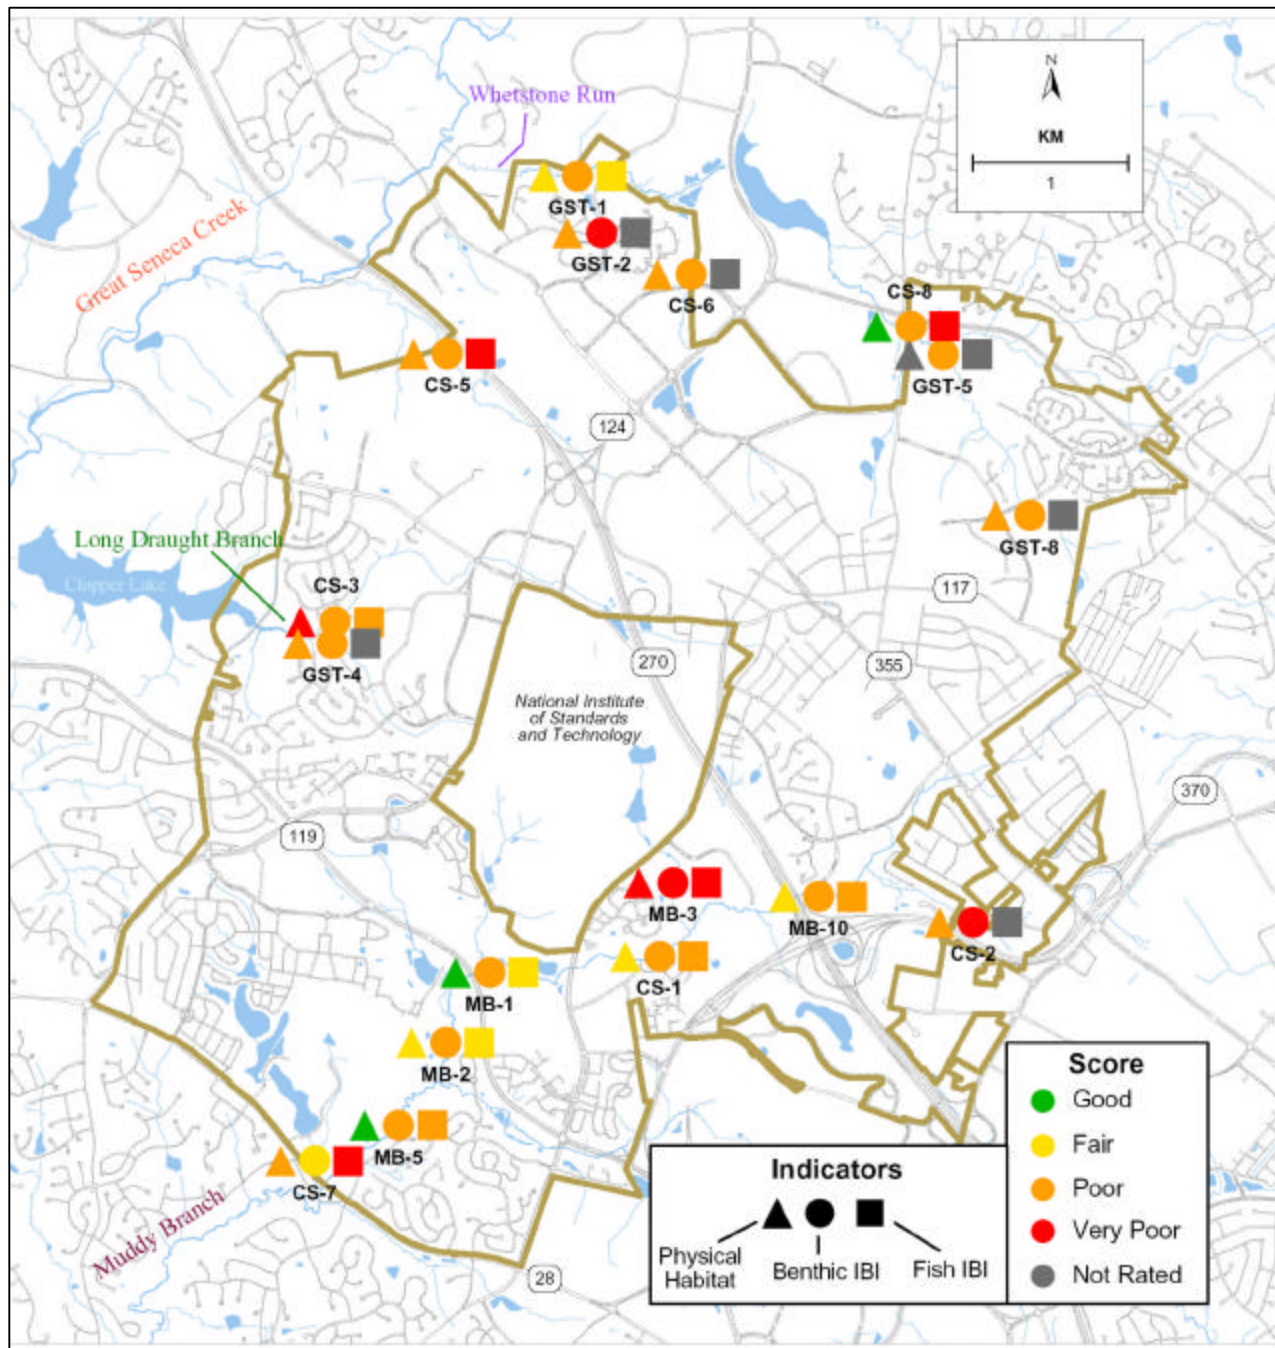 N
KM
1
Whetstone Run
Great Seneca Creek
GST-1
GST-2
CS-6
CS-8
GST-5
CS-5
124
GST-8
Long Draught Branch
Clopper Lake
CS-3
GST-4
117
270
355
National Institute
of Standards
and Technology
370
119
MB-3
MB-10
CS-2
CS-1
MB-1
MB-2
MB-5
CS-7
Muddy Branch
28
Indicators
Physical
Habitat
Benthic IBI
Fish IBI
Score
Good
Fair
Poor
Very Poor
Not Rated